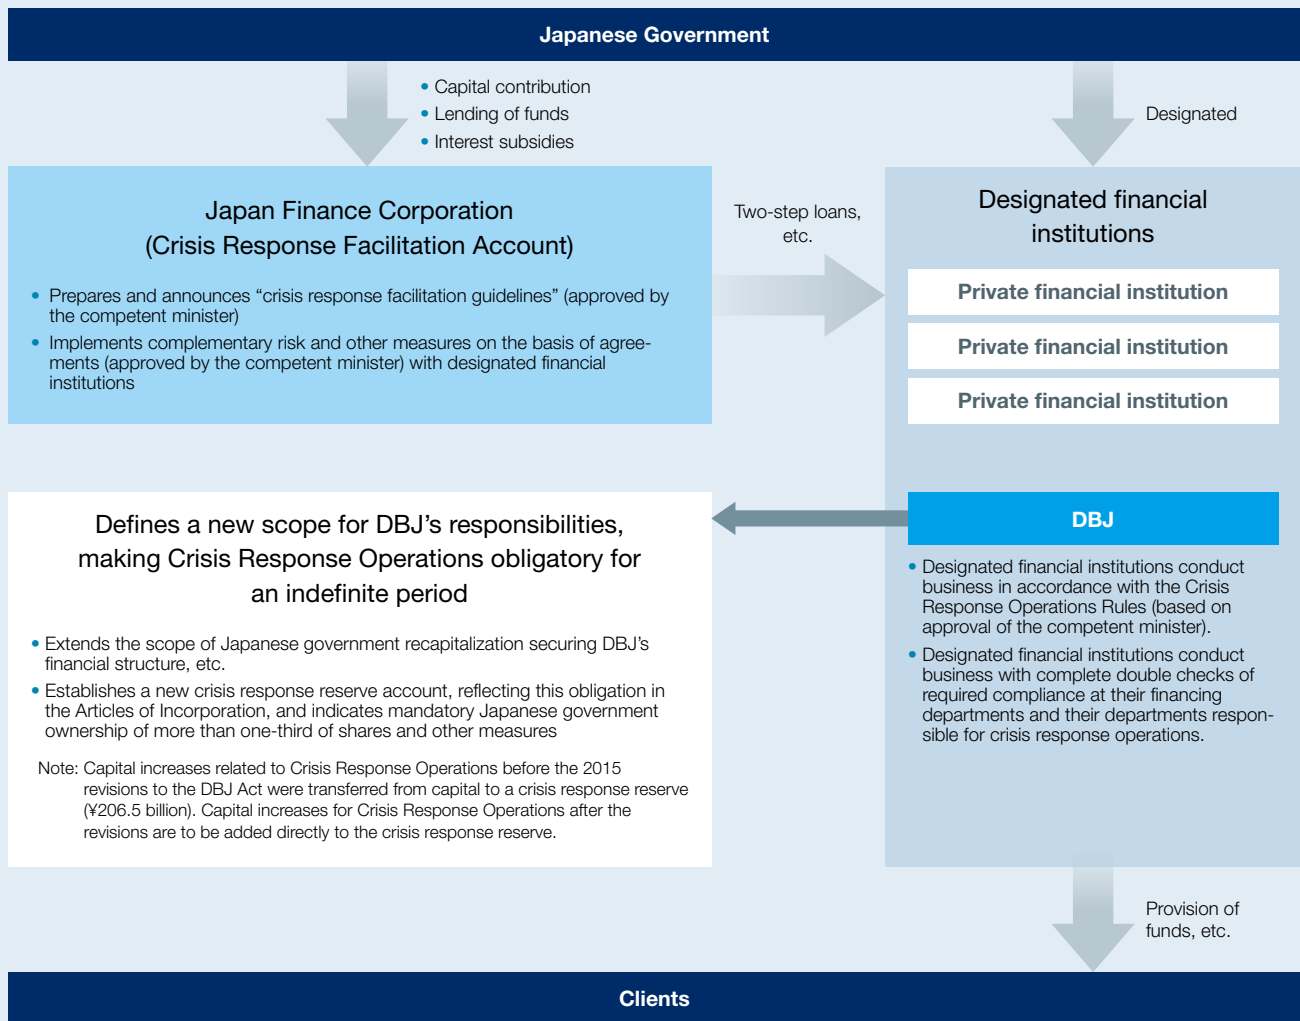 Japanese Government
• Capital contribution
• Lending of funds
• Interest subsidies
Designated
Japan Finance Corporation
(Crisis Response Facilitation Account)
• Prepares and announces “crisis response facilitation guidelines” (approved by
the competent minister)
• Implements complementary risk and other measures on the basis of agree-
ments (approved by the competent minister) with designated financial
institutions
Two-step loans,
etc.
Designated financial
institutions
Private financial institution
Private financial institution
Private financial institution
DBJ
• Designated financial institutions conduct
business in accordance with the Crisis
Response Operations Rules (based on
approval of the competent minister).
• Designated financial institutions conduct
business with complete double checks of
required compliance at their financing
departments and their departments respon-
sible for crisis response operations.
Defines a new scope for DBJ’s responsibilities,
making Crisis Response Operations obligatory for
an indefinite period
• Extends the scope of Japanese government recapitalization securing DBJ’s
financial structure, etc.
• Establishes a new crisis response reserve account, reflecting this obligation in
the Articles of Incorporation, and indicates mandatory Japanese government
ownership of more than one-third of shares and other measures
Note: Capital increases related to Crisis Response Operations before the 2015
revisions to the DBJ Act were transferred from capital to a crisis response reserve
(¥206.5 billion). Capital increases for Crisis Response Operations after the
revisions are to be added directly to the crisis response reserve.
Provision of
funds, etc.
Clients